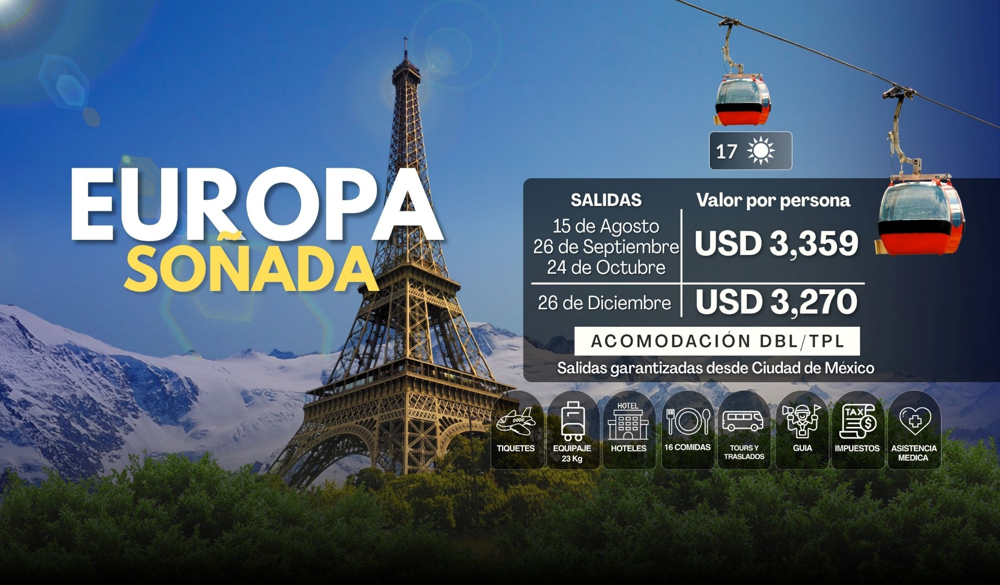 EUROPA
SOÑADA
17
SALIDAS
Valor por persona
15 de Agosto
26 de Septiembre
24 de Octubre
USD 3,359
26 de Diciembre
USD 3,270
ACOMODACIÓN DBL/TPL
Salidas garantizadas desde Ciudad de México
TIQUETES
EQUIPAJE
23 Kg
HOTEL
HOTELES
16 COMIDAS
TOURS Y
TRASLADOS
GUIA
TAX
$
IMPUESTOS
ASISTENCIA
MEDICA